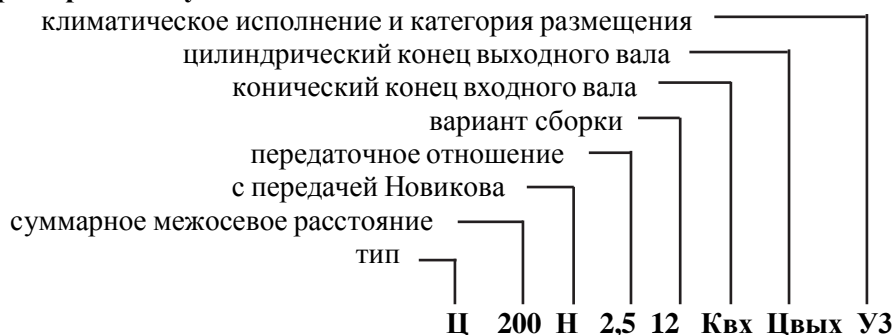 климатическое исполнение и категория размещения
цилиндрический конец выходного вала
конический конец входного вала
вариант сборки
передаточное отношение
с передачей Новикова
суммарное межосевое расстояние
тип
Ц 200 Н 2,5 12 Квх Цвых У3